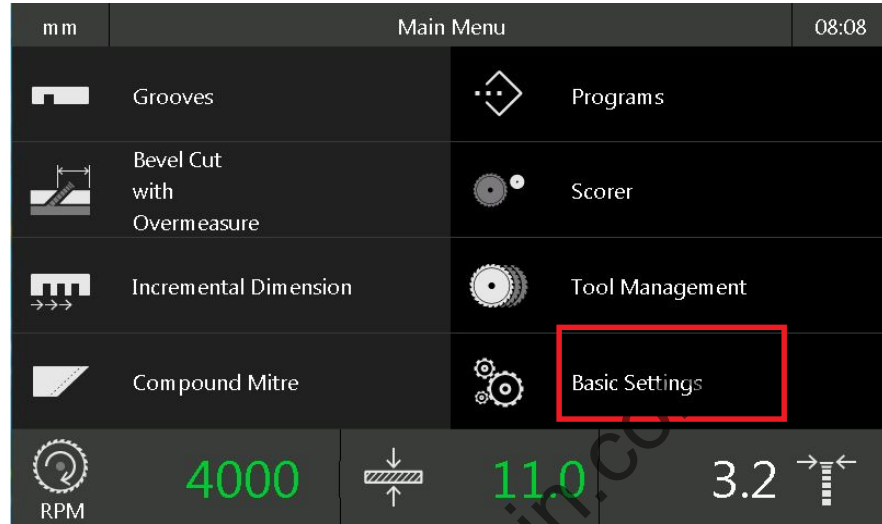 mm Main Menu 08:08
Grooves Programs
Bevel Cut
with
Overmeasure
Scorer
Incremental Dimension Tool Management
Compound Mitre Basic Settings
4000 11.0 3.2
RPM